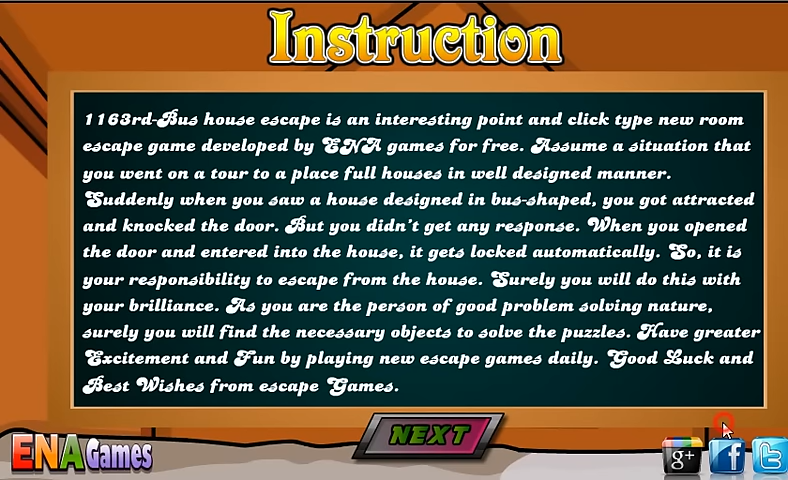 Instruction
1163rd-Bus house escape is an interesting point and click type new room
escape game developed by ENA games for free. Assume a situation that
you went on a tour to a place full houses in well designed manner.
Suddenly when you saw a house designed in bus-shaped, you got attracted
and knocked the door. But you didn't get any response. When you opened
the door and entered into the house, it gets locked automatically. So, it is
your responsibility to escape from the house. Surely you will do this with
your brilliance. As you are the person of good problem solving nature,
surely you will find the necessary objects to solve the puzzles. Have greater
Excitement and Fun by playing new escape games daily. Good Luck and
Best Wishes from escape Games.
NEXT
ENAGames
g+ f t